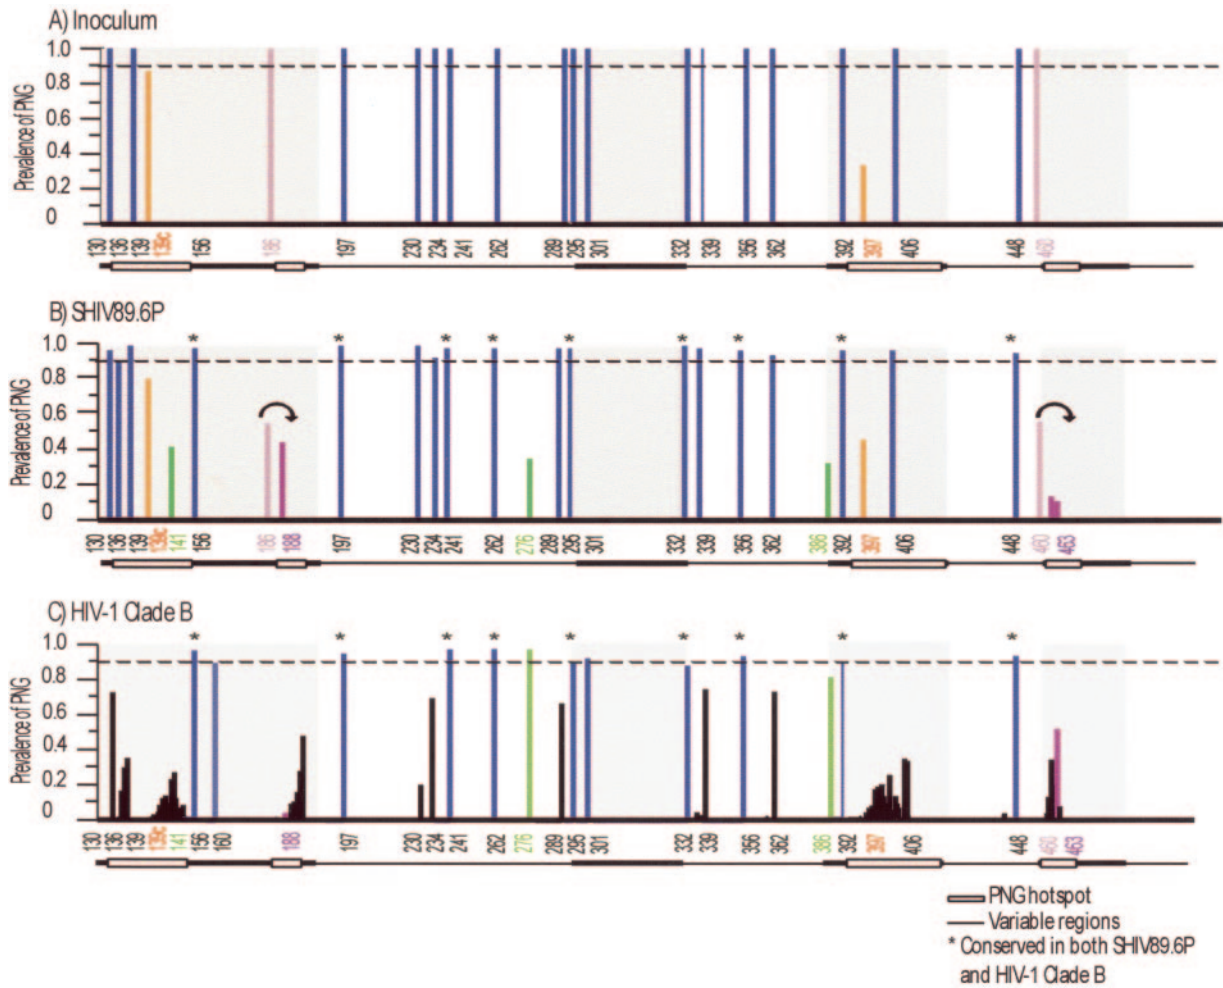 A) Inoculum
Prevalence of PNG
1.0
0.8
0.6
0.4
0.2
0
130 136 139 139c 156 186 197 230 234 241 262 289 295 301 332 339 356 362 392 397 406 448 460
B) SHIV89.6P
Prevalence of PNG
* * * * * * * * *
1.0
0.8
0.6
0.4
0.2
0
130 136 139 139c 141 156 186 188 197 230 234 241 262 276 289 295 301 332 339 356 362 386 392 397 406 448 460 463
C) HIV-1 Clade B
Prevalence of PNG
* * * * * * * *
1.0
0.8
0.6
0.4
0.2
0
130 136 139 139c 141 156 160 188 197 230 234 241 262 276 289 295 301 332 339 356 362 386 392 397 406 448 460 463
PNG hotspot
Variable regions
* Conserved in both SHIV89.6P
and HIV-1 Clade B